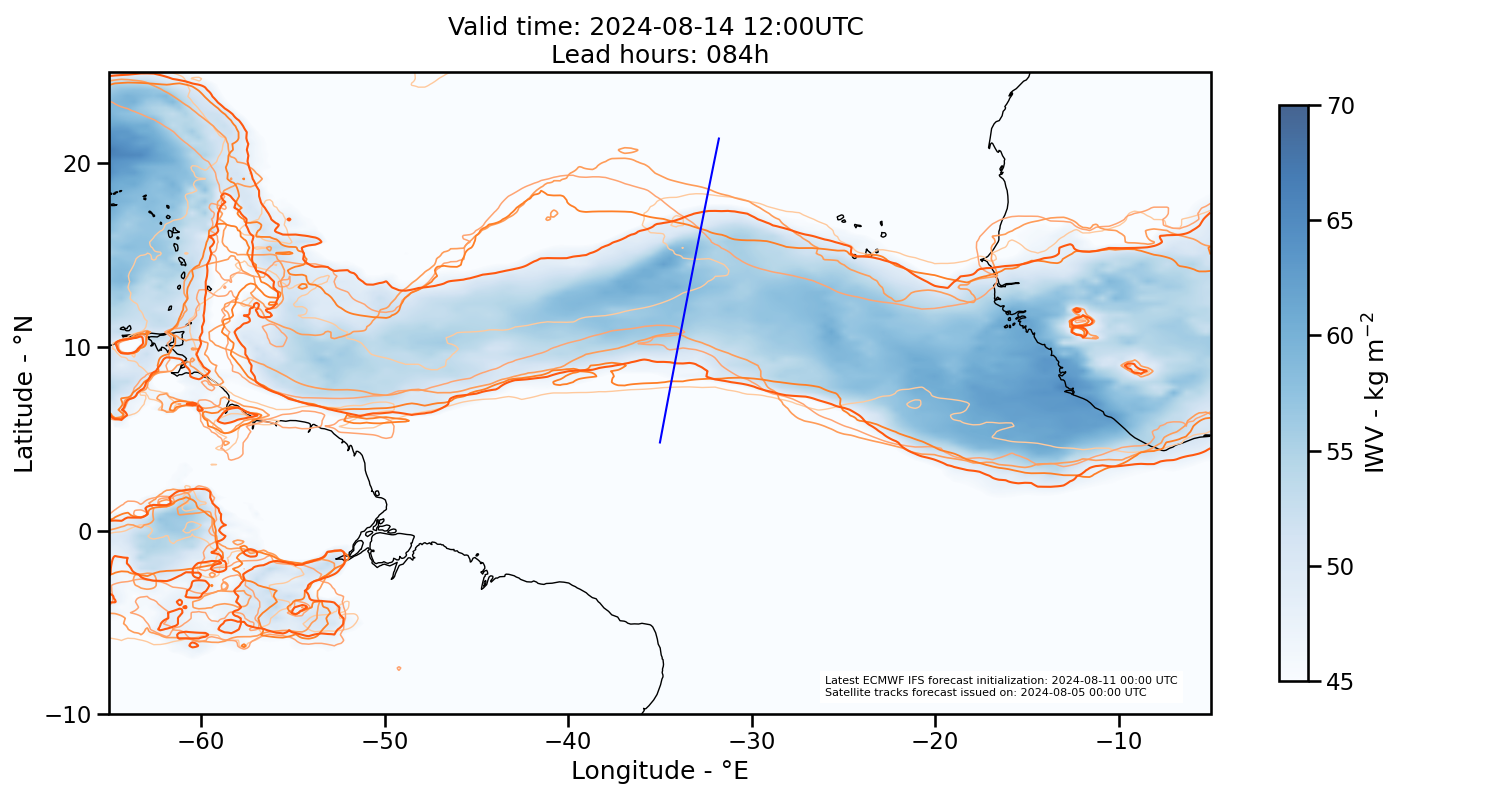 Valid time: 2024-08-14 12:00UTC
Lead hours: 084h
Latitude - °N
20
10
0
−10
−60
−50
−40
−30
−20
−10
Longitude - °E
Latest ECMWF IFS forecast initialization: 2024-08-11 00:00 UTC
Satellite tracks forecast issued on: 2024-08-05 00:00 UTC
70
65
60
55
50
45
IWV - kg m⁻²